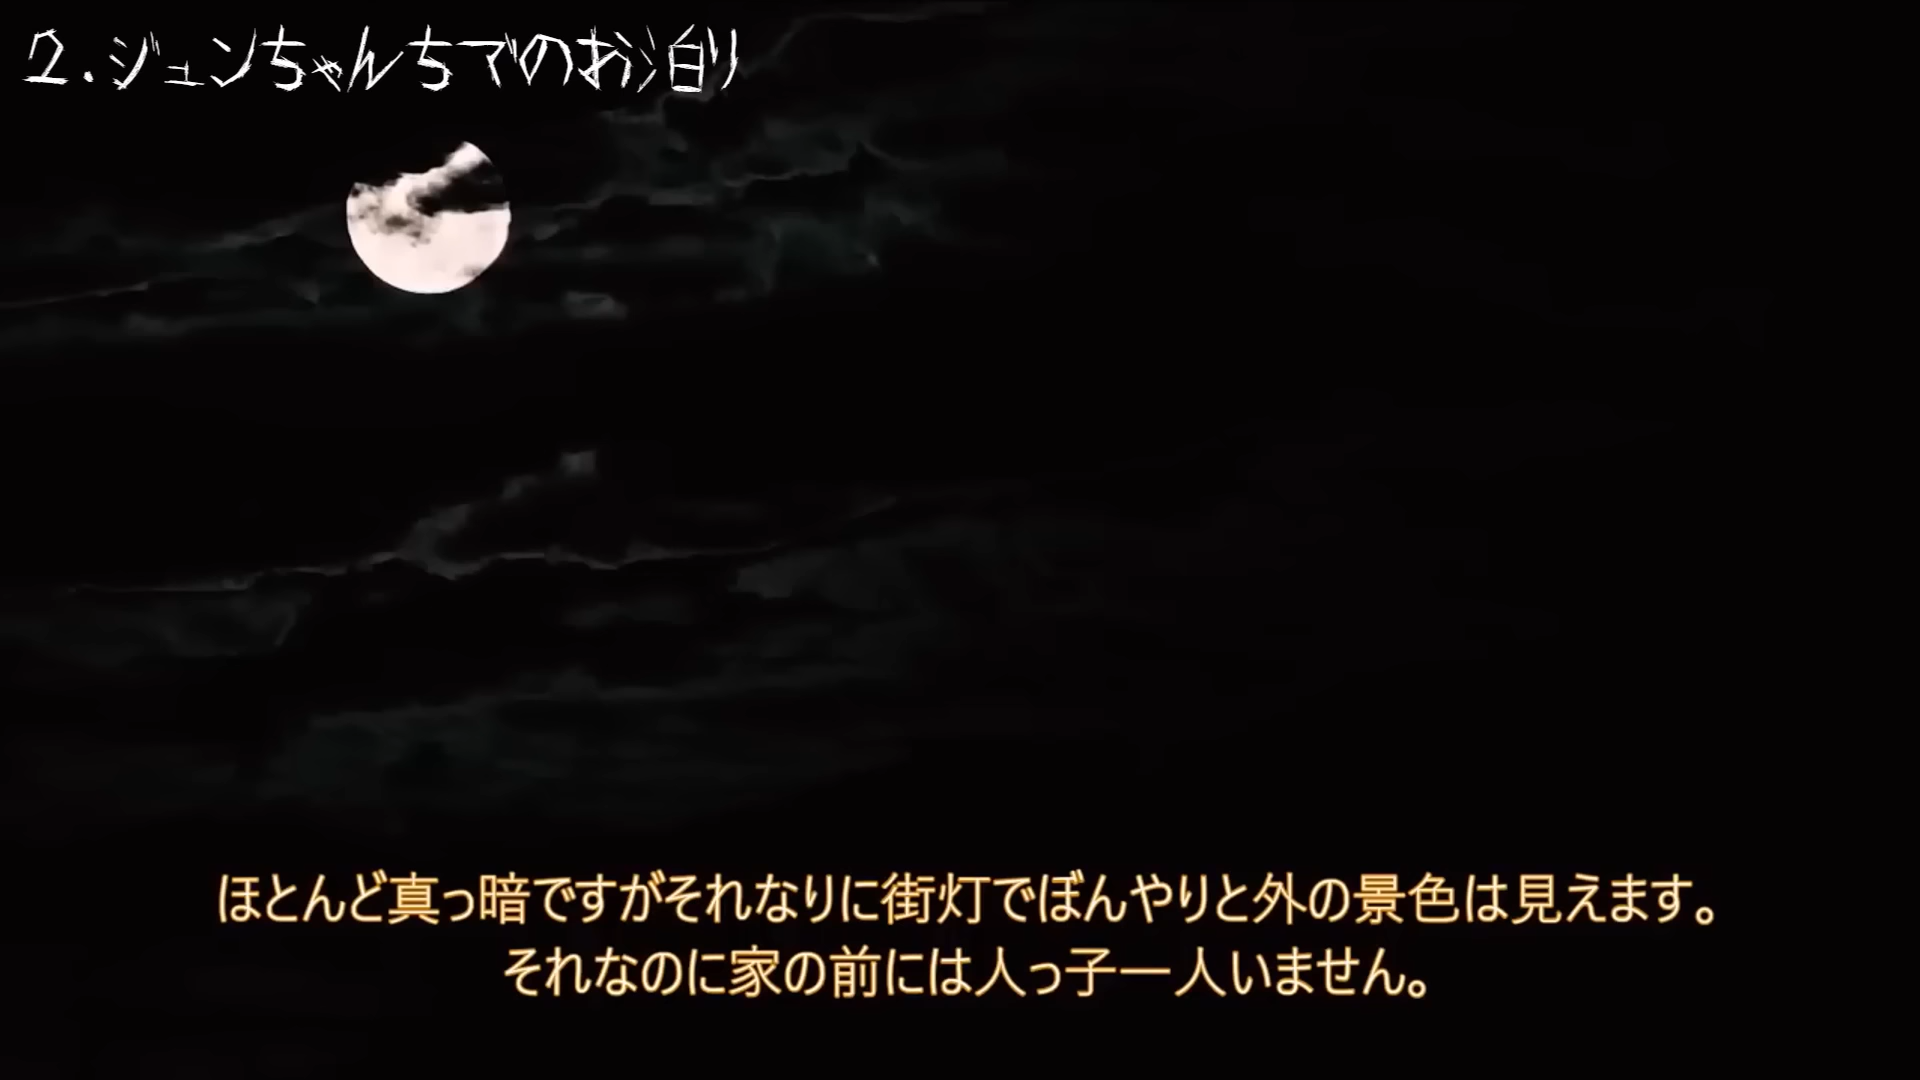 2.ジュンちゃんちでのお泊り
ほとんど真っ暗ですがそれなりに街灯でぼんやりと外の景色は見えます。
それなのに家の前には人っ子一人いません。